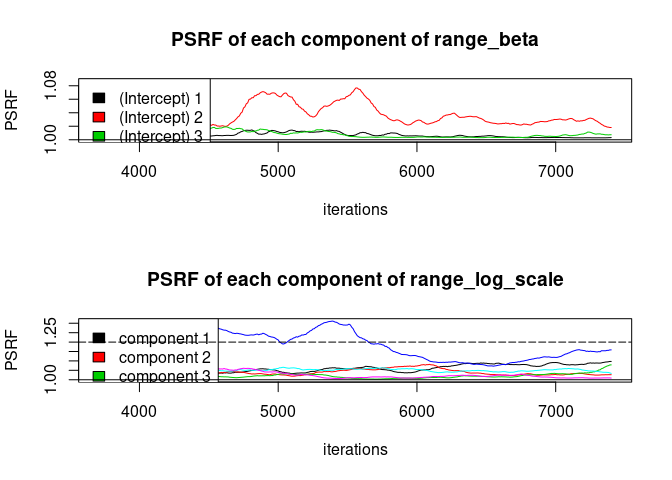 PSRF of each component of range_beta
PSRF
1.00 1.08
(Intercept) 1
(Intercept) 2
(Intercept) 3
4000 5000 6000 7000
iterations
PSRF of each component of range_log_scale
PSRF
1.00 1.25
component 1
component 2
component 3
4000 5000 6000 7000
iterations